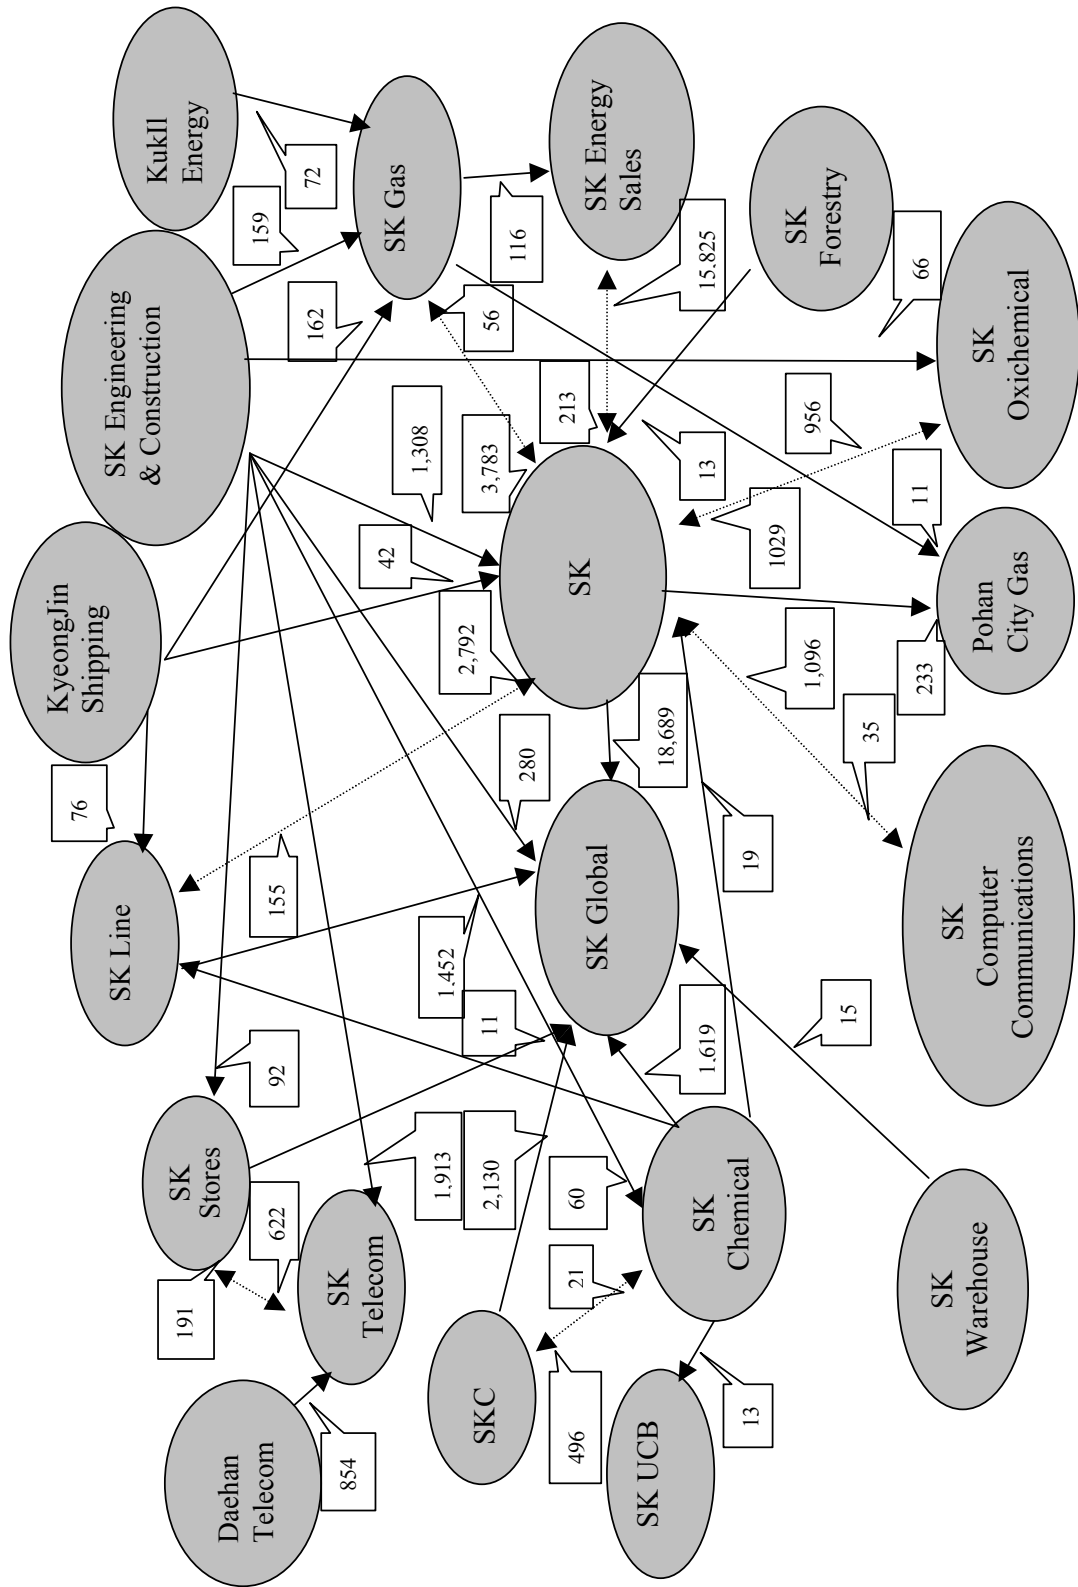 Daehan
Telecom
854
SK
Stores
191
622
SK
Telecom
92
SK Line
76
KyeongJin
Shipping
SK Engineering
& Construction
KukIl
Energy
72
159
162
SK Gas
116
56
SK Energy
Sales
15.825
213
3,783
1,308
42
2,792
155
280
1.452
11
1,913
2,130
SKC
496
21
60
SK UCB
13
SK
Chemical
1.619
SK Global
18,689
19
SK
13
SK
Forestry
66
956
1029
SK
Oxichemical
11
Pohan
City Gas
233
1,096
35
SK
Computer
Communications
15
SK
Warehouse